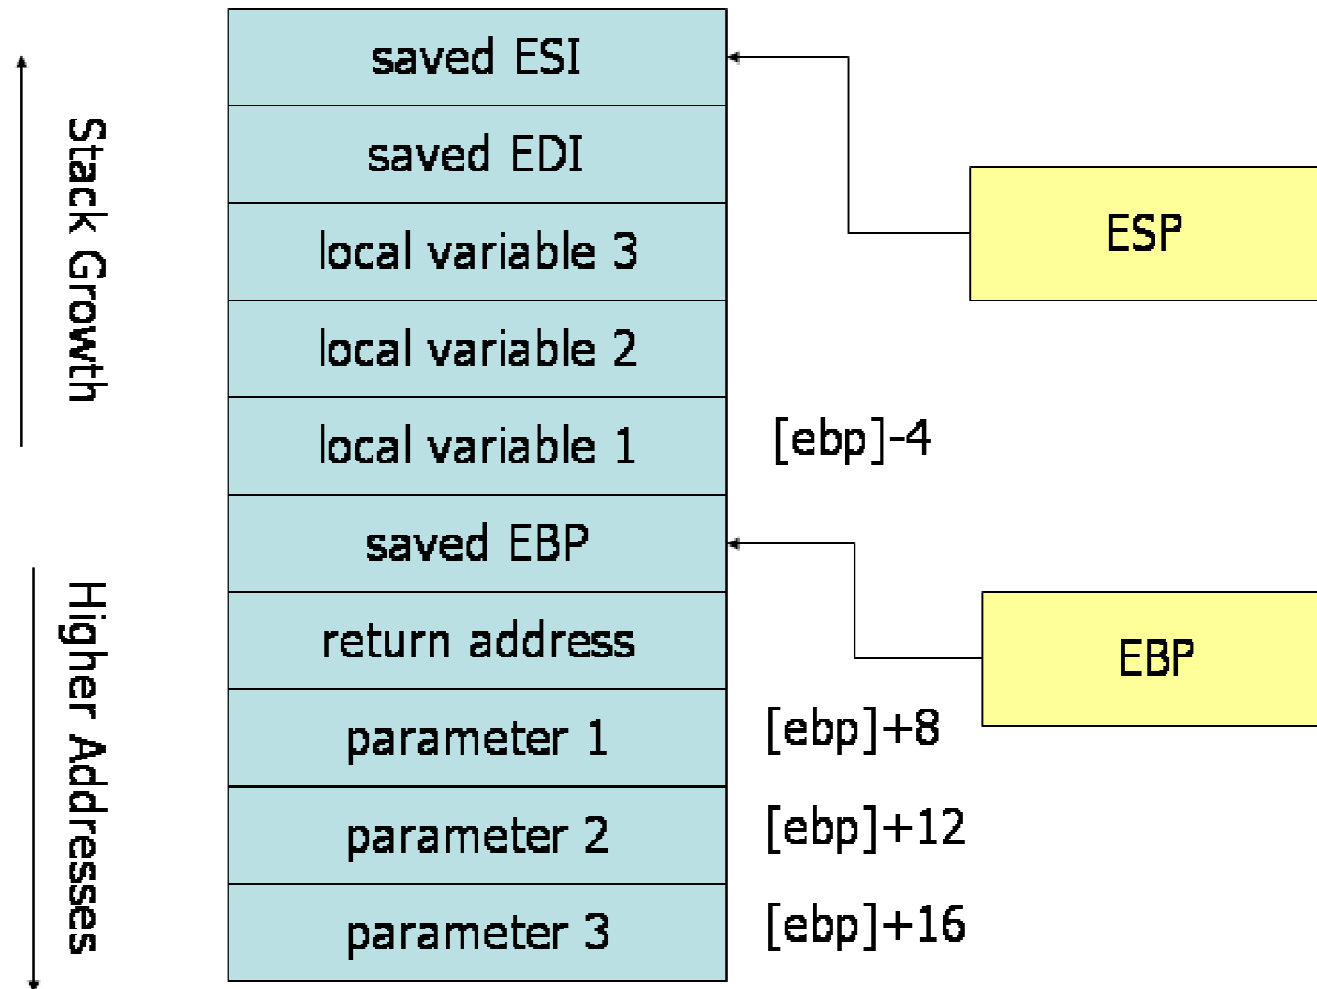 Stack Growth
Higher Addresses
saved ESI
saved EDI
local variable 3
local variable 2
local variable 1
[ebp]-4
saved EBP
return address
parameter 1
[ebp]+8
parameter 2
[ebp]+12
parameter 3
[ebp]+16
ESP
EBP